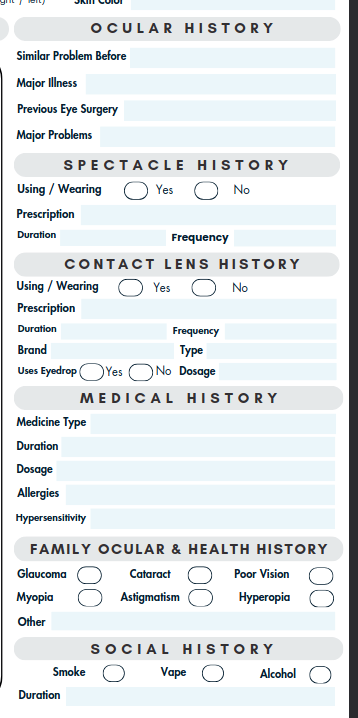 ght / left) Skin Color
OCULAR HISTORY
Similar Problem Before
Major Illness
Previous Eye Surgery
Major Problems
SPECTACLE HISTORY
Using / Wearing Yes No
Prescription
Duration Frequency
CONTACT LENS HISTORY
Using / Wearing Yes No
Prescription
Duration Frequency
Brand Type
Uses Eyedrop Yes No Dosage
MEDICAL HISTORY
Medicine Type
Duration
Dosage
Allergies
Hypersensitivity
FAMILY OCULAR & HEALTH HISTORY
Glaucoma Cataract Poor Vision
Myopia Astigmatism Hyperopia
Other
SOCIAL HISTORY
Smoke Vape Alcohol
Duration